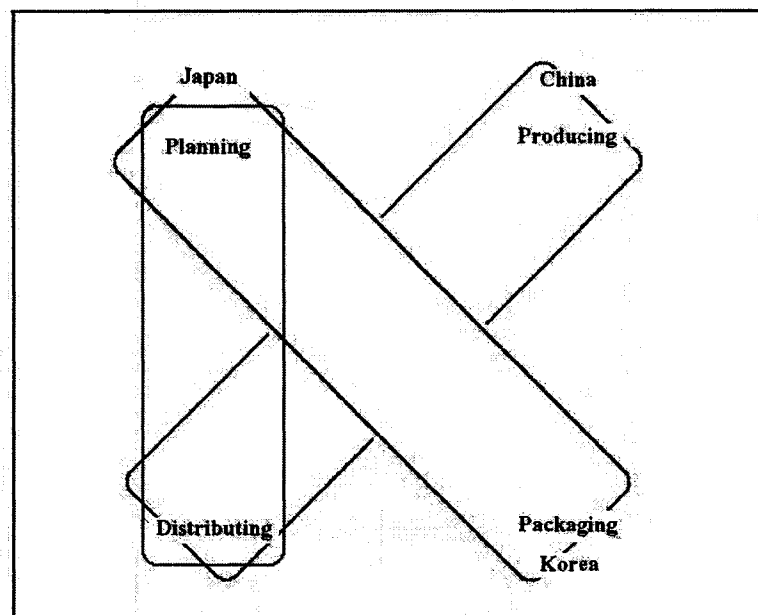 Japan
China
Producing
Planning
Distributing
Packaging
Korea